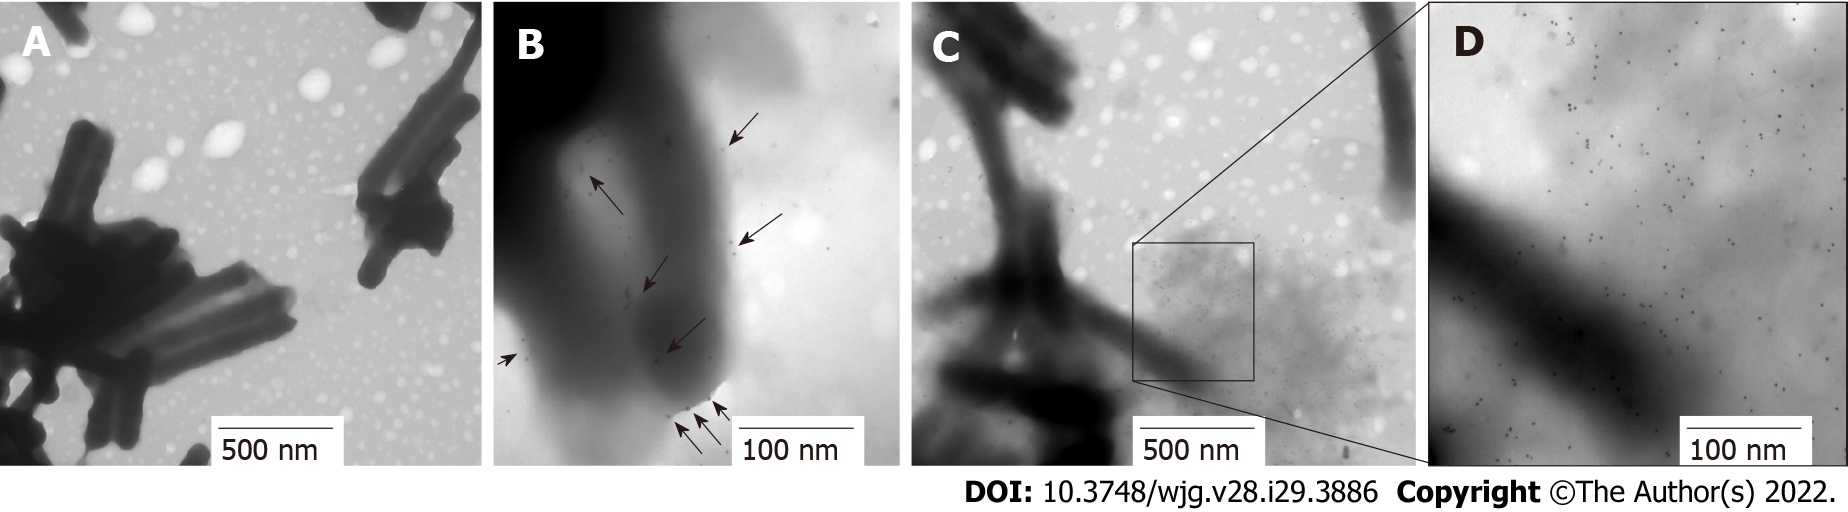 A
B
C
D
500 nm
100 nm
500 nm
100 nm
DOI: 10.3748/wjg.v28.i29.3886 Copyright ©The Author(s) 2022.